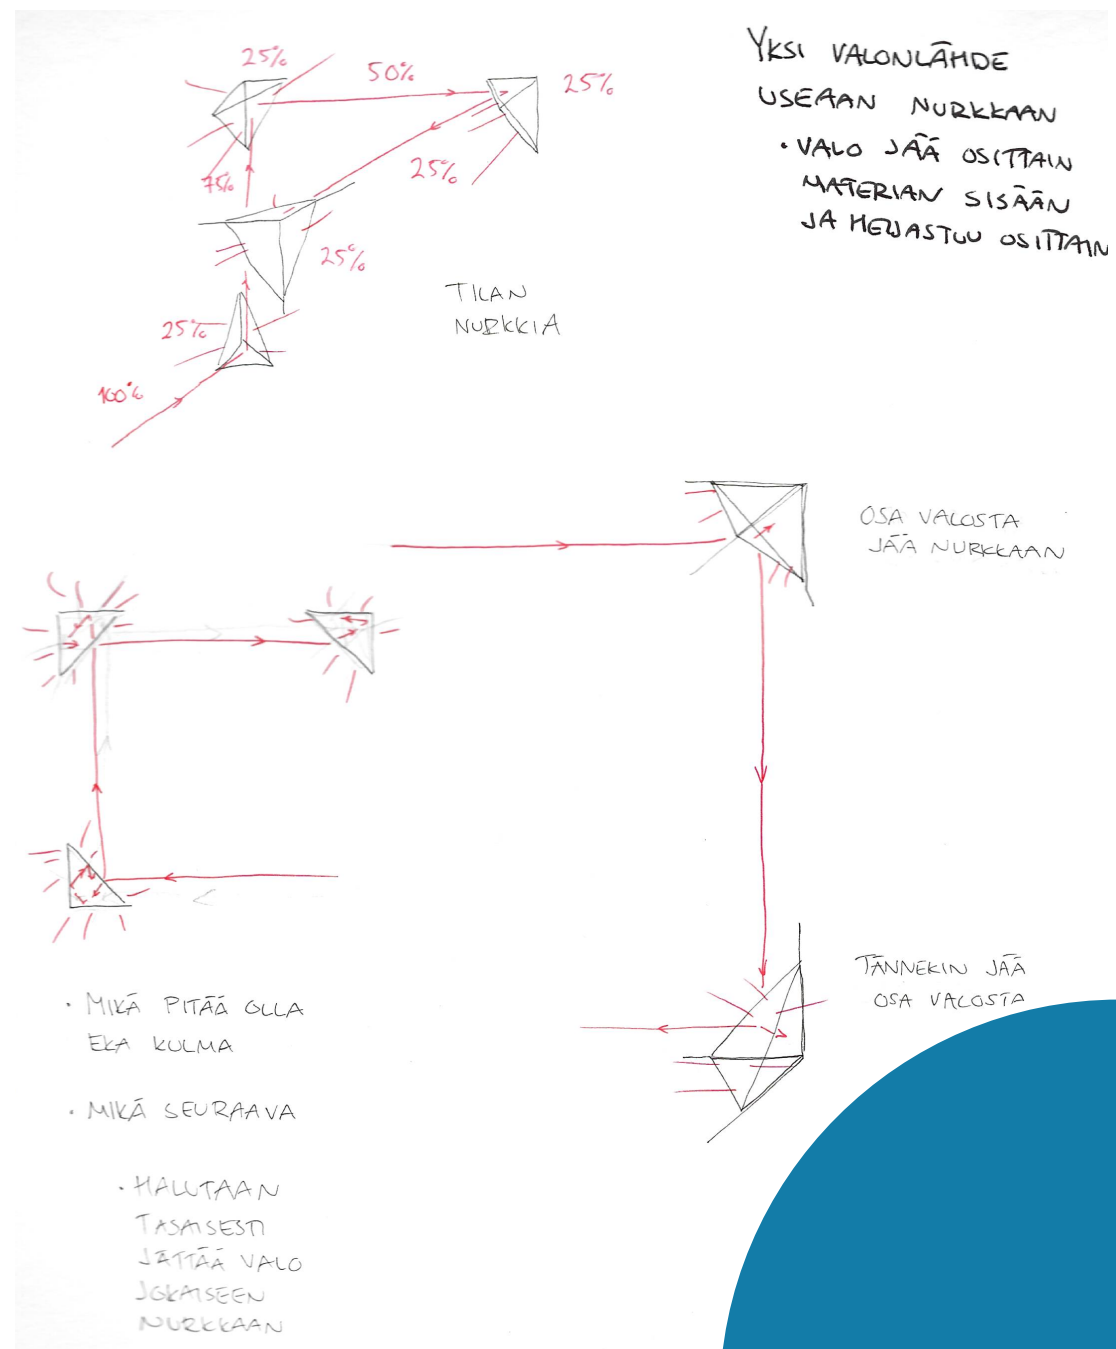 25%
50%
25%
75%
25%
25%
25%
100%
YKSI VALONLÄHDE
USEAAN NURKKAAN
• VALO JÄÄ OSITTAIN
MATERIAN SISÄÄN
JA HEIJASTUU OSITTAIN
TILAN
NURKKIA
OSA VALOSTA
JÄÄ NURKKAAN
TÄNNEKIN JÄÄ
OSA VALOSTA
• MIKÄ PITÄÄ OLLA
EKA KULMA
• MIKÄ SEURAAVA
• HALUTAAN
TASAISESTI
JÄTTÄÄ VALO
JOKAISEEN
NURKKAAN